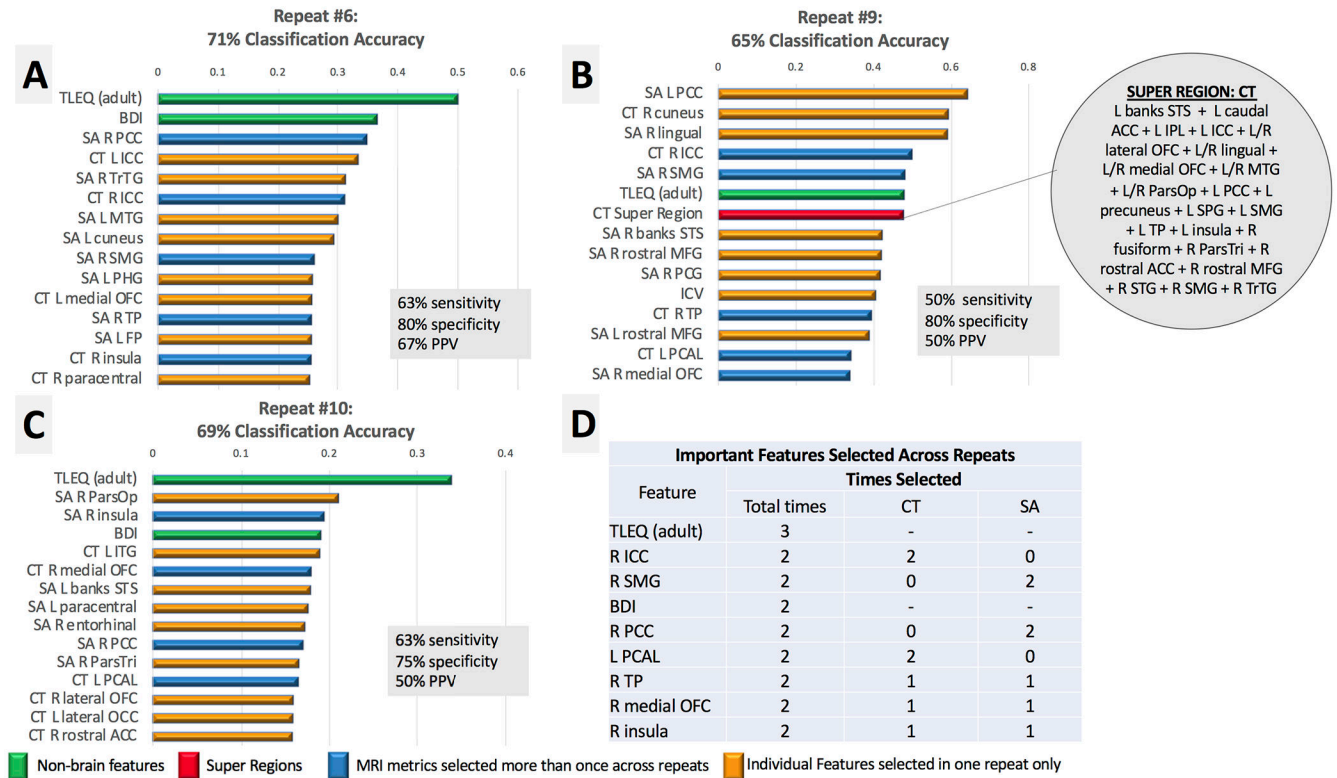 Repeat #6:
71% Classification Accuracy
A
0 0.1 0.2 0.3 0.4 0.5 0.6
TLEQ (adult)
BDI
SA R PCC
CT L ICC
SA R TrTG
CT R ICC
SA L MTG
SA L cuneus
SA R SMG
SA L PHG
CT L medial OFC
SA R TP
SA L FP
CT R insula
CT R paracentral
63% sensitivity
80% specificity
67% PPV
Repeat #9:
65% Classification Accuracy
B
0 0.2 0.4 0.6 0.8
SA L PCC
CT R cuneus
SA R lingual
CT R ICC
SA R SMG
TLEQ (adult)
CT Super Region
SA R banks STS
SA R rostral MFG
SA R PCG
ICV
CT R TP
SA L rostral MFG
CT L PCAL
SA R medial OFC
50% sensitivity
80% specificity
50% PPV
SUPER REGION: CT
L banks STS + L caudal
ACC + L IPL + L ICC + L/R
lateral OFC + L/R lingual +
L/R medial OFC + L/R MTG
+ L/R ParsOp + L PCC + L
precuneus + L SPG + L SMG
+ L TP + L insula + R
fusiform + R ParsTri + R
rostral ACC + R rostral MFG
+ R STG + R SMG + R TrTG
Repeat #10:
69% Classification Accuracy
C
0 0.1 0.2 0.3 0.4
TLEQ (adult)
SA R ParsOp
SA R insula
BDI
CT L ITG
CT R medial OFC
SA L banks STS
SA L paracentral
SA R entorhinal
SA R PCC
SA R ParsTri
CT L PCAL
CT R lateral OFC
CT L lateral OCC
CT R rostral ACC
63% sensitivity
75% specificity
50% PPV
D
Important Features Selected Across Repeats
Feature Times Selected
Total times CT SA
TLEQ (adult) 3 - -
R ICC 2 2 0
R SMG 2 0 2
BDI 2 - -
R PCC 2 0 2
L PCAL 2 2 0
R TP 2 1 1
R medial OFC 2 1 1
R insula 2 1 1
Non-brain features Super Regions MRI metrics selected more than once across repeats Individual Features selected in one repeat only